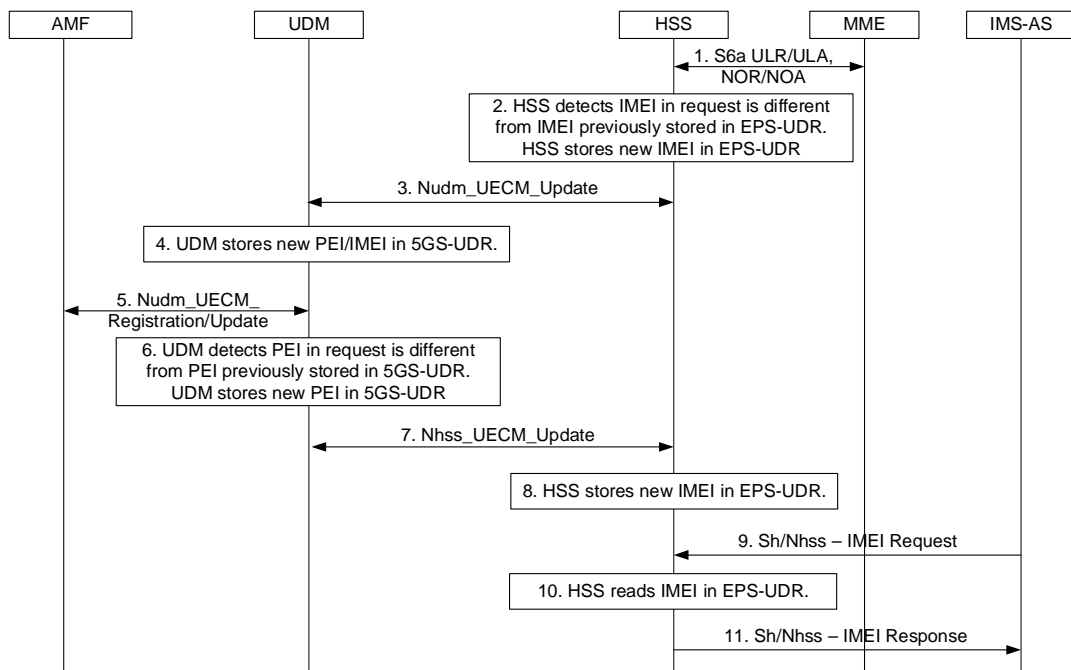 AMF
UDM
HSS
MME
IMS-AS
1. S6a ULR/ULA,
NOR/NOA
2. HSS detects IMEI in request is different
from IMEI previously stored in EPS-UDR.
HSS stores new IMEI in EPS-UDR
3. Nudm_UECM_Update
4. UDM stores new PEI/IMEI in 5GS-UDR.
5. Nudm_UECM_
Registration/Update
6. UDM detects PEI in request is different
from PEI previously stored in 5GS-UDR.
UDM stores new PEI in 5GS-UDR
7. Nhss_UECM_Update
8. HSS stores new IMEI in EPS-UDR.
9. Sh/Nhss – IMEI Request
10. HSS reads IMEI in EPS-UDR.
11. Sh/Nhss – IMEI Response